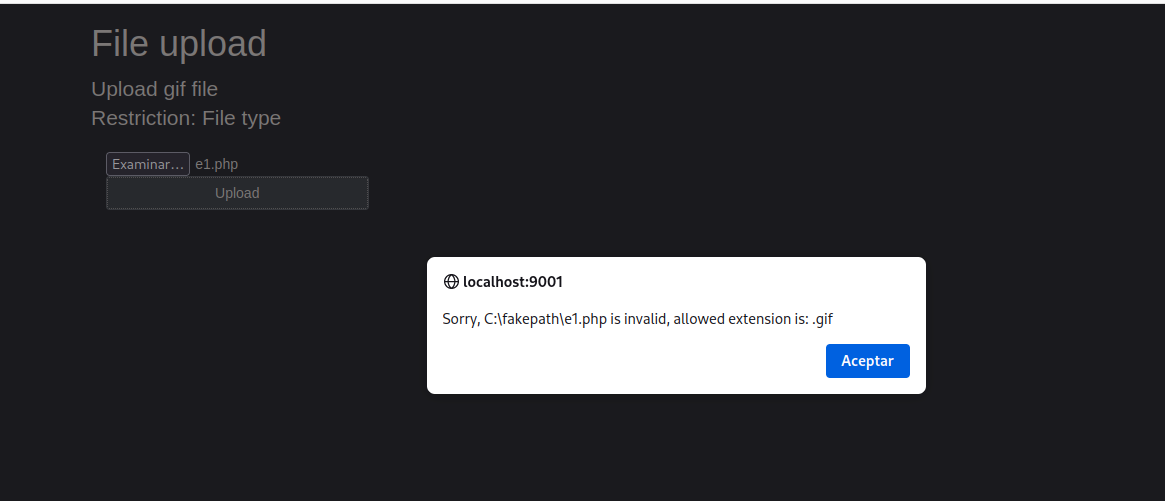 File upload
Upload gif file
Restriction: File type
Examinar... e1.php
Upload
localhost:9001
Sorry, C:\fakepath\e1.php is invalid, allowed extension is: .gif
Aceptar